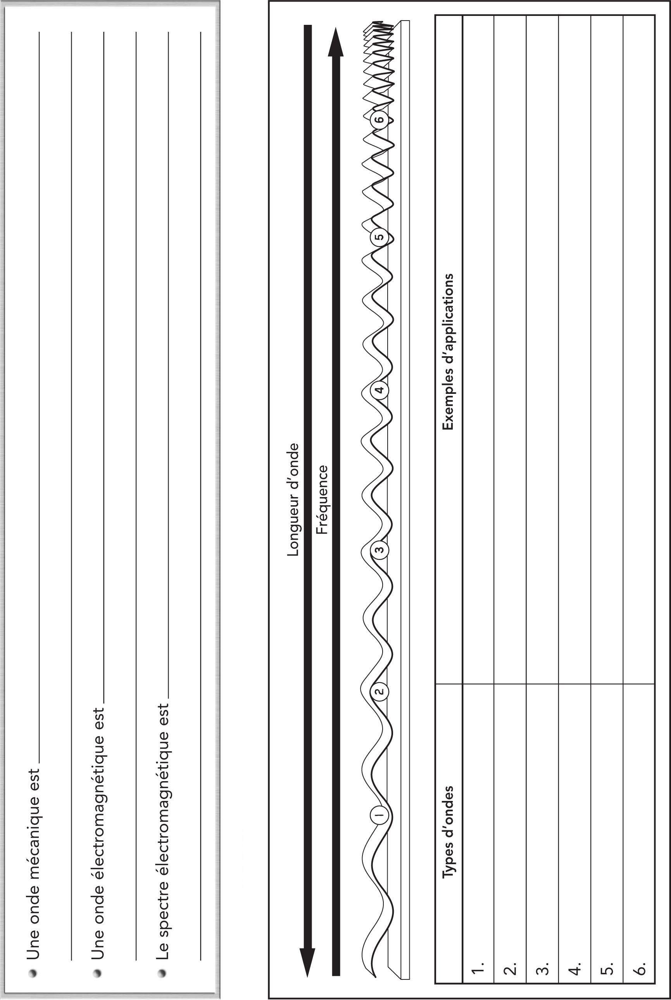 Une onde mécanique est
Une onde électromagnétique est
Le spectre électromagnétique est
Longueur d’onde
Fréquence
1 2 3 4 5 6
Types d’ondes Exemples d’applications
1.
2.
3.
4.
5.
6.